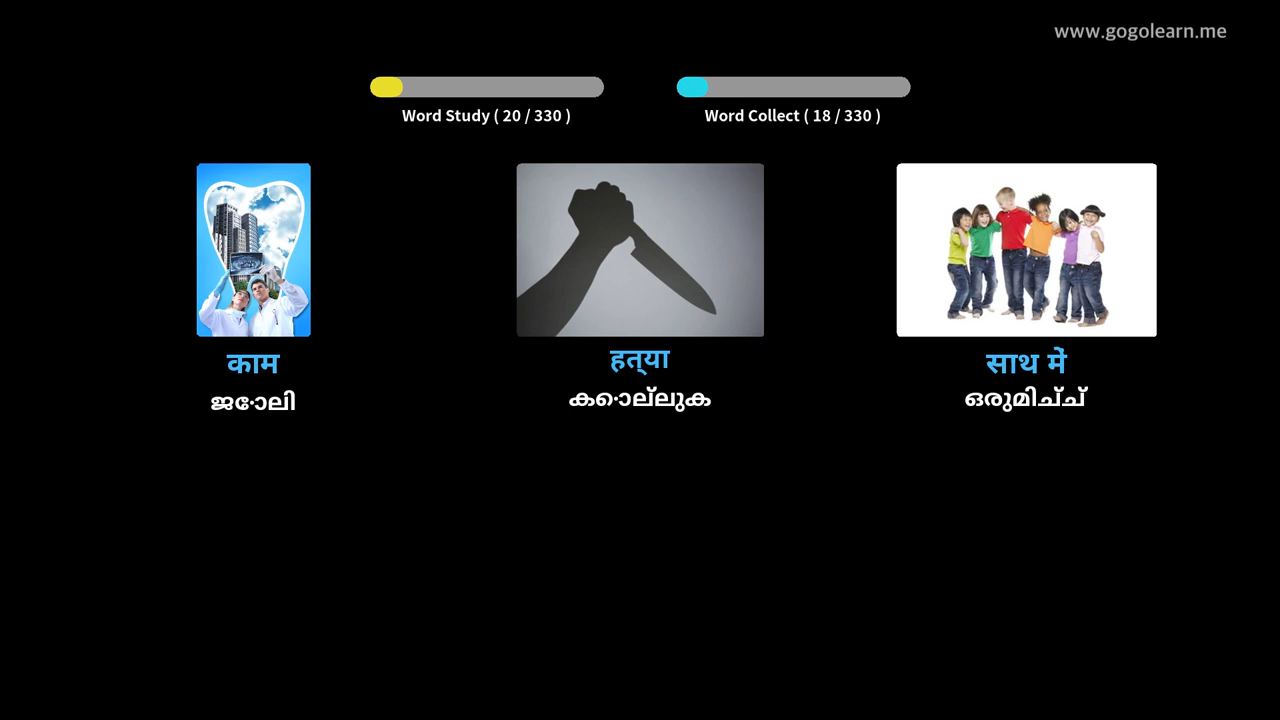 www.gogolearn.me
Word Study ( 20 / 330 )
Word Collect ( 18 / 330 )
काम
ജോലി
हत्या
കൊല്ലുക
साथ में
ഒരുമിച്ച്